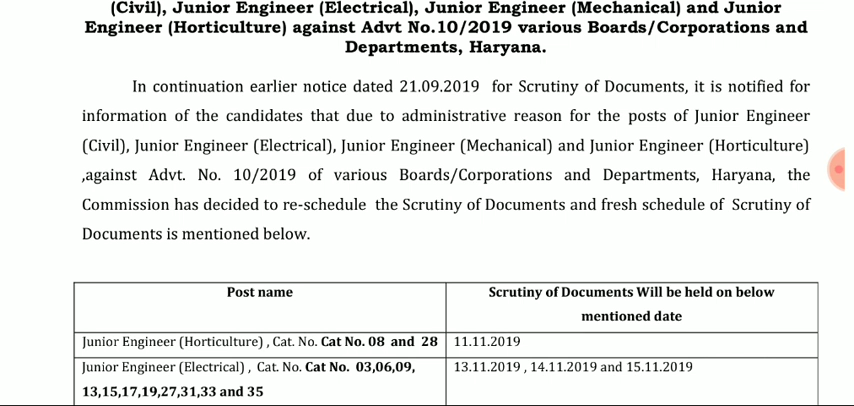 (Civil), Junior Engineer (Electrical), Junior Engineer (Mechanical) and Junior
Engineer (Horticulture) against Advt No.10/2019 various Boards/Corporations and
Departments, Haryana.
In continuation earlier notice dated 21.09.2019 for Scrutiny of Documents, it is notified for
information of the candidates that due to administrative reason for the posts of Junior Engineer
(Civil), Junior Engineer (Electrical), Junior Engineer (Mechanical) and Junior Engineer (Horticulture)
,against Advt. No. 10/2019 of various Boards/Corporations and Departments, Haryana, the
Commission has decided to re-schedule the Scrutiny of Documents and fresh schedule of Scrutiny of
Documents is mentioned below.
Post name
Scrutiny of Documents Will be held on below
mentioned date
Junior Engineer (Horticulture) , Cat. No. Cat No. 08 and 28
11.11.2019
Junior Engineer (Electrical) , Cat. No. Cat No. 03,06,09,
13,15,17,19,27,31,33 and 35
13.11.2019 , 14.11.2019 and 15.11.2019